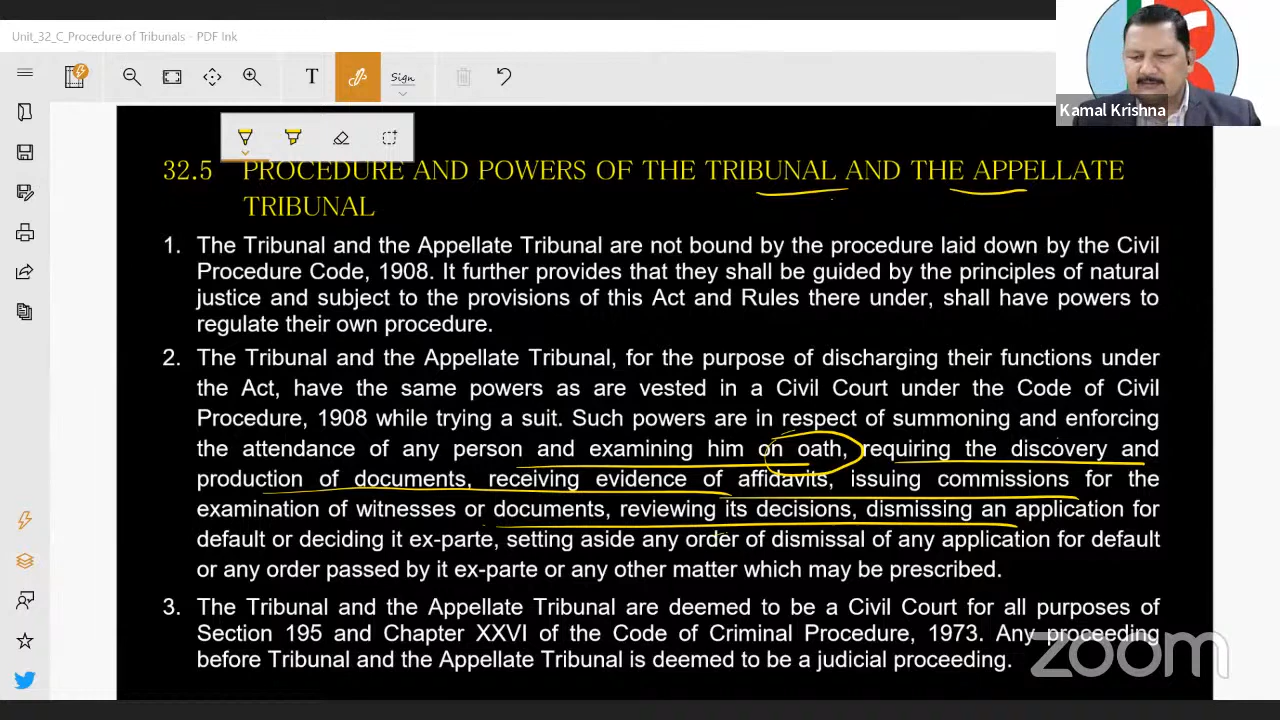 Unit_32_C_Procedure of Tribunals - PDF Ink
Kamal Krishna
T
Sign
32.5 PROCEDURE AND POWERS OF THE TRIBUNAL AND THE APPELLATE
TRIBUNAL
1. The Tribunal and the Appellate Tribunal are not bound by the procedure laid down by the Civil
Procedure Code, 1908. It further provides that they shall be guided by the principles of natural
justice and subject to the provisions of this Act and Rules there under, shall have powers to
regulate their own procedure.
2. The Tribunal and the Appellate Tribunal, for the purpose of discharging their functions under
the Act, have the same powers as are vested in a Civil Court under the Code of Civil
Procedure, 1908 while trying a suit. Such powers are in respect of summoning and enforcing
the attendance of any person and examining him on oath, requiring the discovery and
production of documents, receiving evidence of affidavits, issuing commissions for the
examination of witnesses or documents, reviewing its decisions, dismissing an application for
default or deciding it ex-parte, setting aside any order of dismissal of any application for default
or any order passed by it ex-parte or any other matter which may be prescribed.
3. The Tribunal and the Appellate Tribunal are deemed to be a Civil Court for all purposes of
Section 195 and Chapter XXVI of the Code of Criminal Procedure, 1973. Any proceeding
before Tribunal and the Appellate Tribunal is deemed to be a judicial proceeding.
zoom